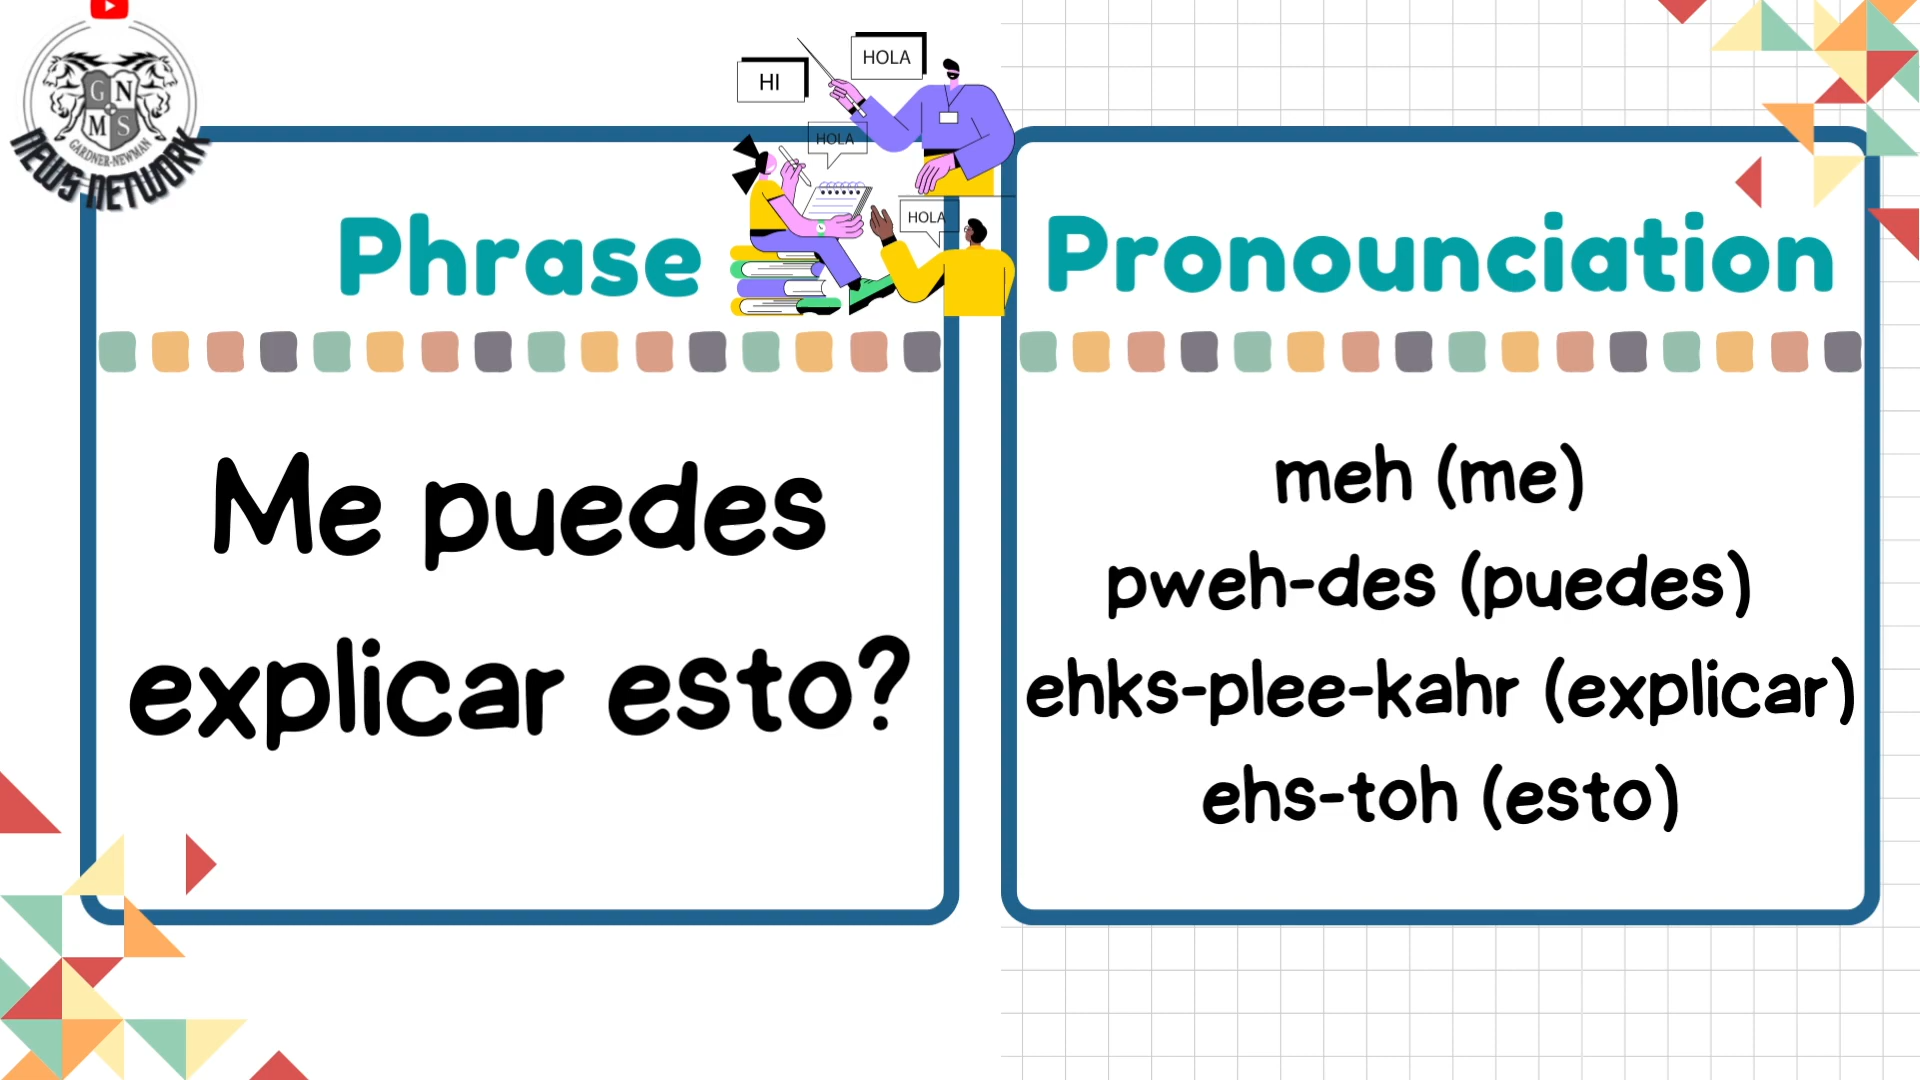 G N
M S
GARDNER-NEWMAN
NEWS NETWORK
HI
HOLA
HOLA
HOLA
Phrase
Me puedes
explicar esto?
Pronounciation
meh (me)
pweh-des (puedes)
ehks-plee-kahr (explicar)
ehs-toh (esto)